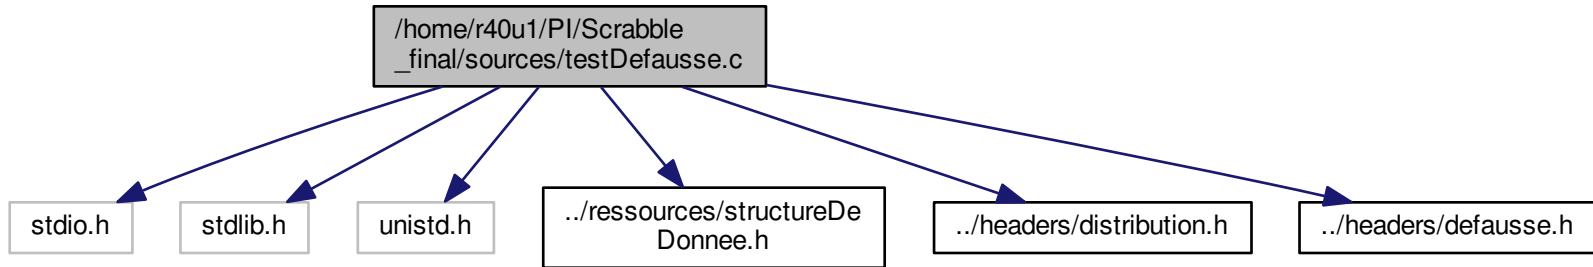 /home/r40u1/PI/Scrabble
_final/sources/testDefausse.c
stdio.h
stdlib.h
unistd.h
../ressources/structureDe
Donnee.h
../headers/distribution.h
../headers/defausse.h